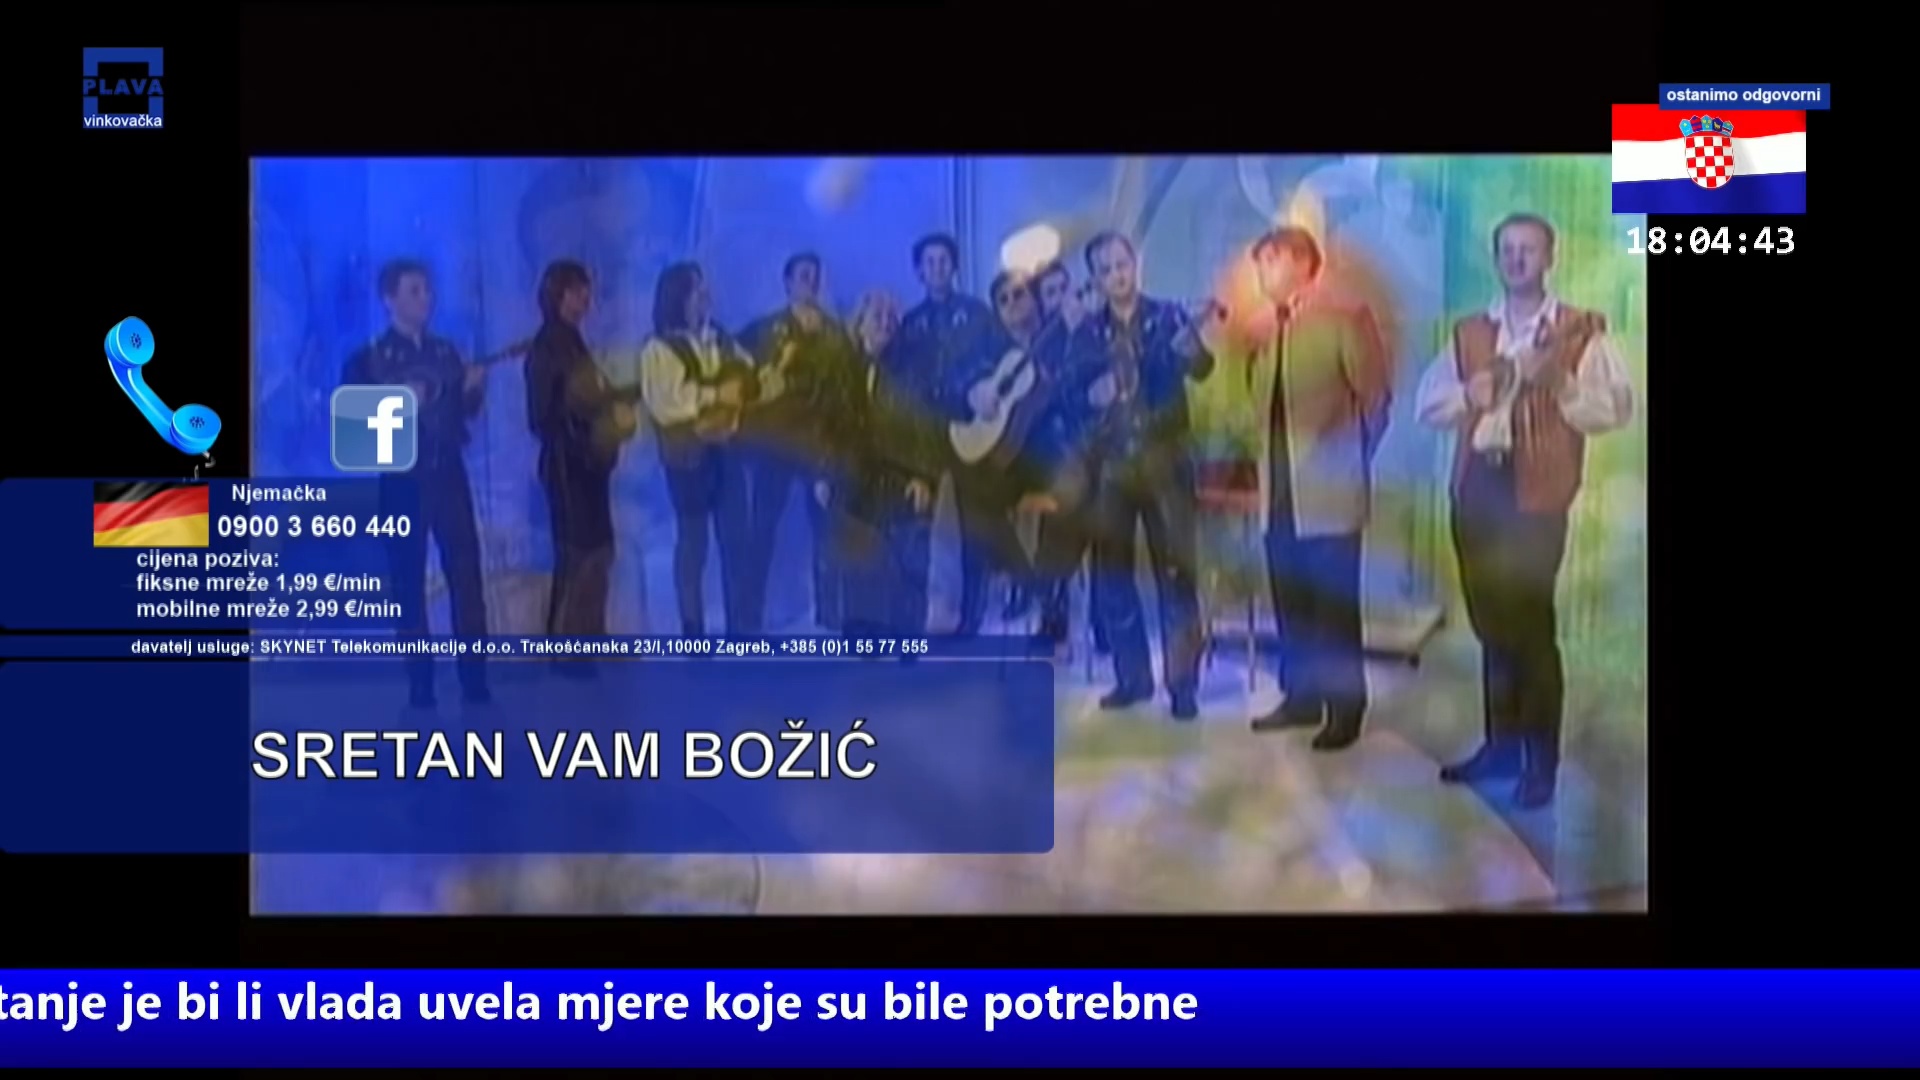 PLAVA
vinkovačka
ostanimo odgovorni
18:04:43
f
Njemačka
0900 3 660 440
cijena poziva:
fiksne mreže 1,99 €/min
mobilne mreže 2,99 €/min
davatelj usluge: SKYNET Telekomunikacije d.o.o. Trakošćanska 23/I,10000 Zagreb, +385 (0)1 55 77 555
SRETAN VAM BOŽIĆ
tanje je bi li vlada uvela mjere koje su bile potrebne